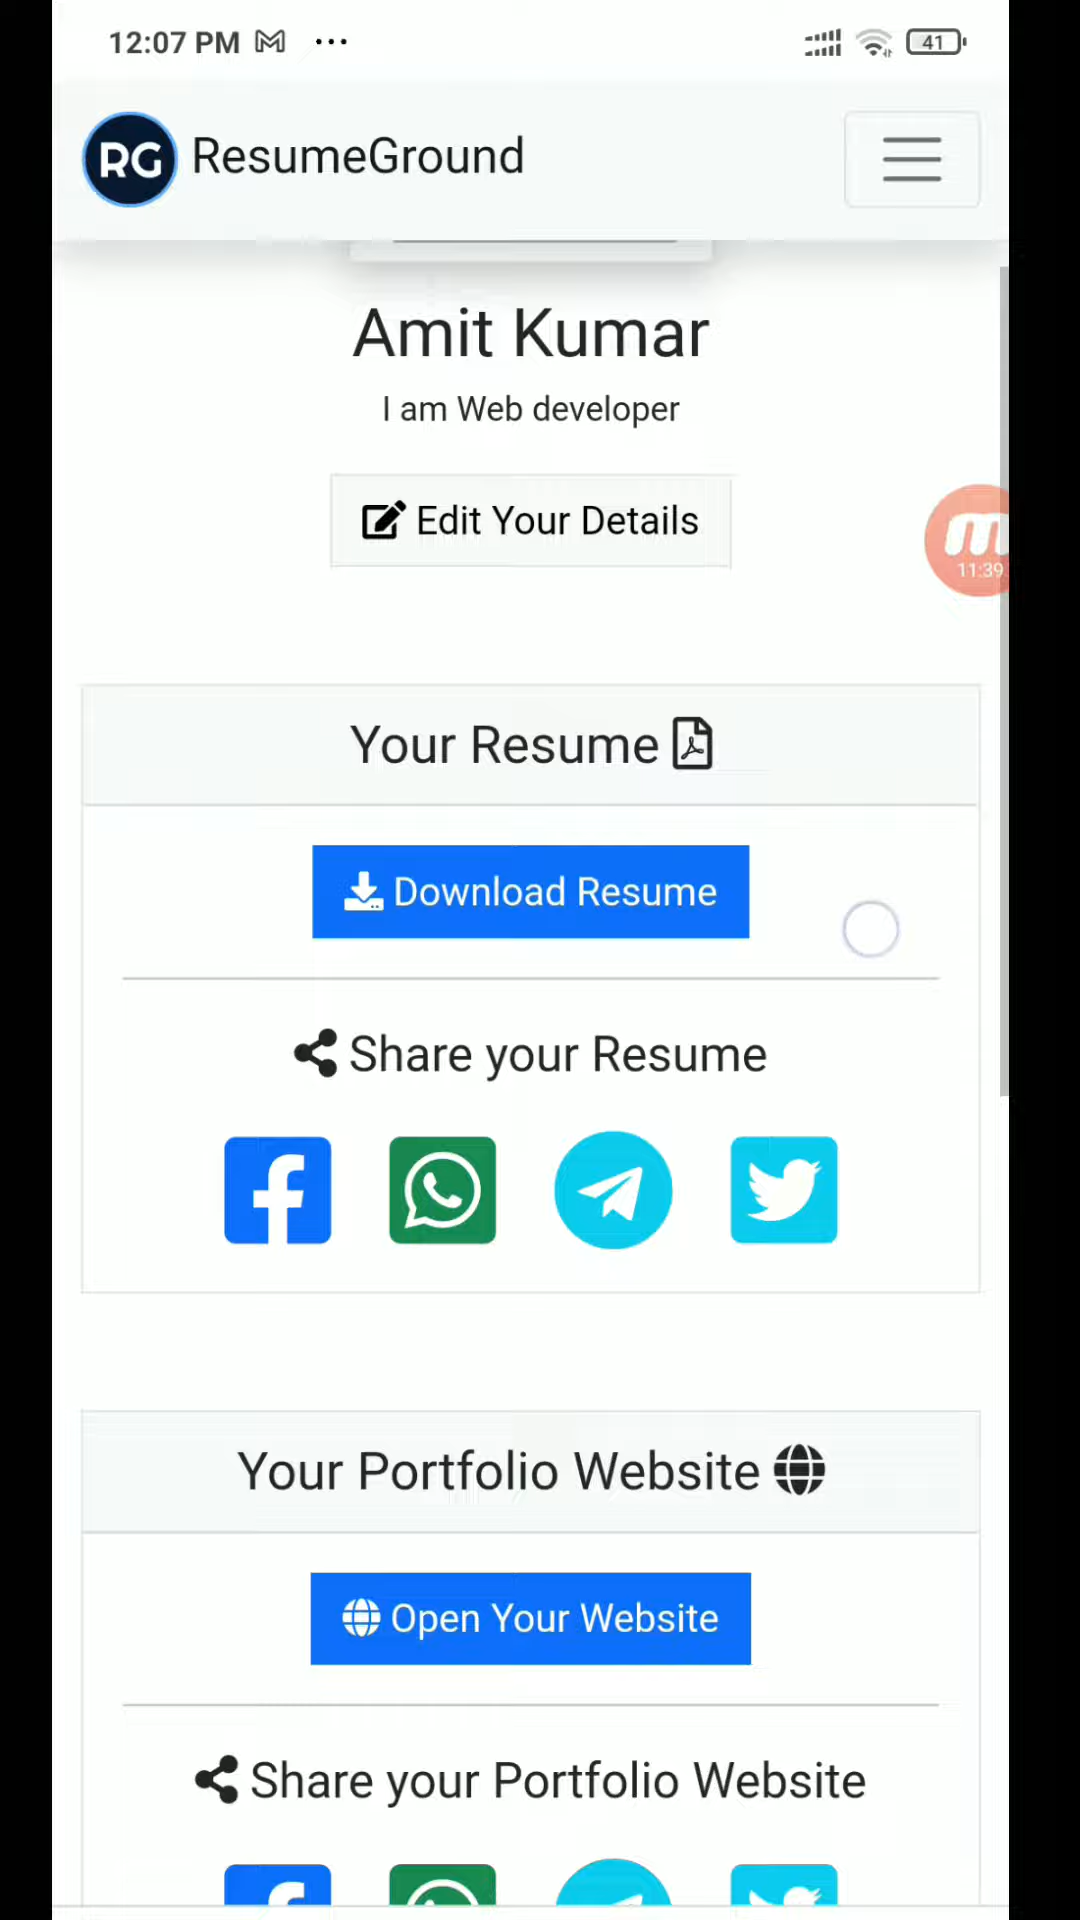 12:07 PM
41
RG ResumeGround
Amit Kumar
I am Web developer
Edit Your Details
11:39
Your Resume
Download Resume
Share your Resume
Your Portfolio Website
Open Your Website
Share your Portfolio Website